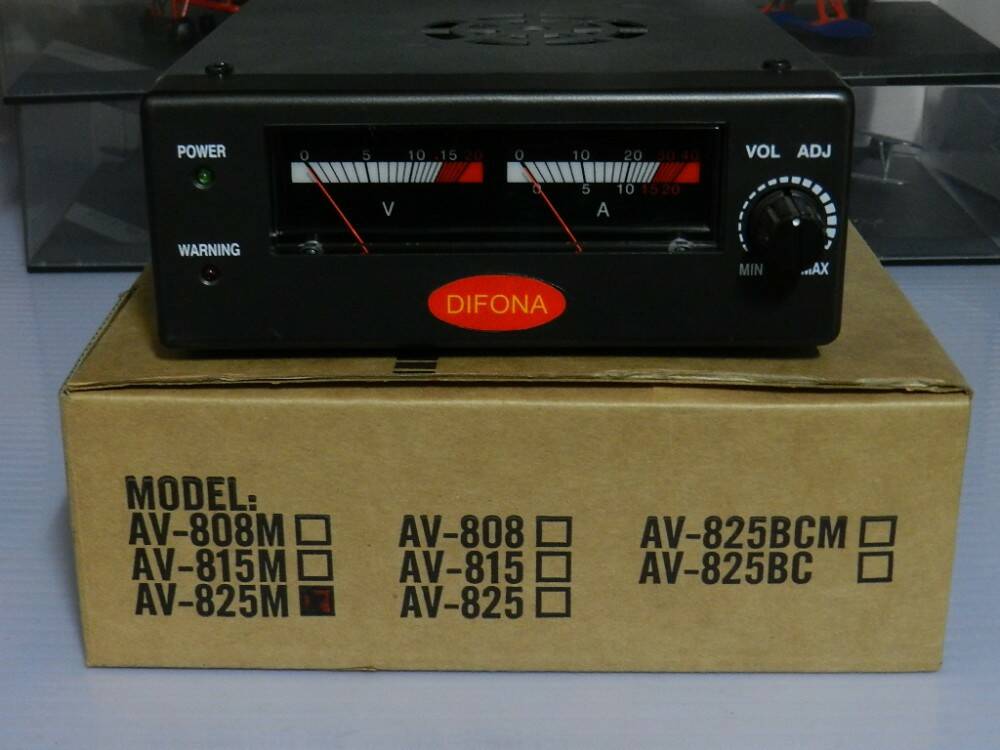 POWER
WARNING
0 5 10 15 20
V
0 10 20 30 40
0 5 10 15 20
A
VOL ADJ
MIN MAX
DIFONA
MODEL:
AV-808M
AV-815M
AV-825M
AV-808
AV-815
AV-825
AV-825BCM
AV-825BC